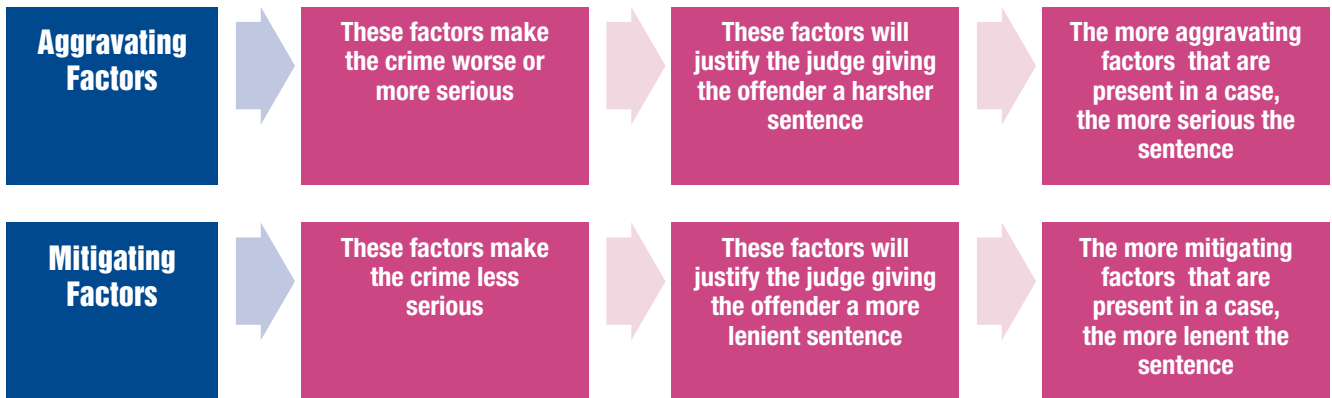 Aggravating
Factors
These factors make
the crime worse or
more serious
These factors will
justify the judge giving
the offender a harsher
sentence
The more aggravating
factors that are
present in a case,
the more serious the
sentence
Mitigating
Factors
These factors make
the crime less
serious
These factors will
justify the judge giving
the offender a more
lenient sentence
The more mitigating
factors that are
present in a case,
the more lenent the
sentence